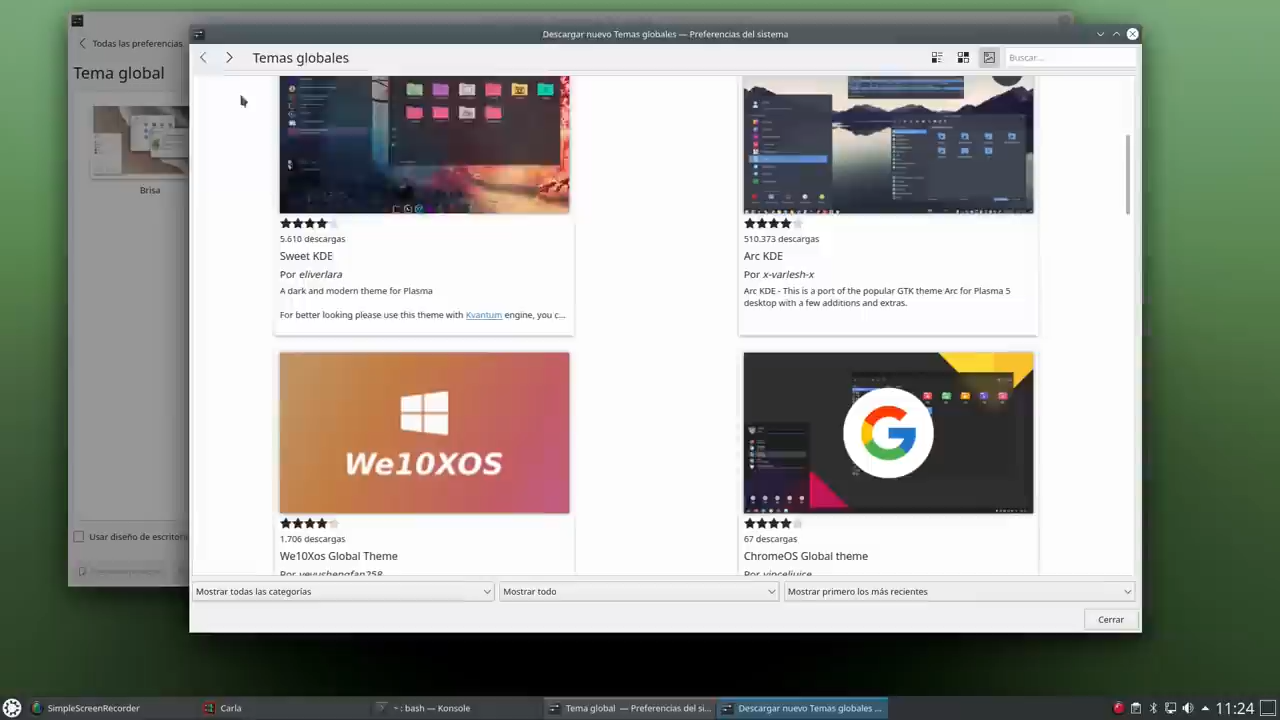 Descargar nuevo Temas globales — Preferencias del sistema
Todas las preferencias
Temas globales
Buscar...
Tema global
Brisa
5.610 descargas
Sweet KDE
Por eliverlara
A dark and modern theme for Plasma
For better looking please use this theme with Kvantum engine, you c...
510.373 descargas
Arc KDE
Por x-varlesh-x
Arc KDE - This is a port of the popular GTK theme Arc for Plasma 5
desktop with a few additions and extras.
We10XOS
1.706 descargas
We10Xos Global Theme
Por yeyushengfan258
67 descargas
ChromeOS Global theme
Por vinceliuice
Usar diseño de escritorio
Mostrar todas las categorías
Mostrar todo
Mostrar primero los más recientes
Cerrar
SimpleScreenRecorder
Carla
~ : bash — Konsole
Tema global — Preferencias del si...
Descargar nuevo Temas globales ...
11:24